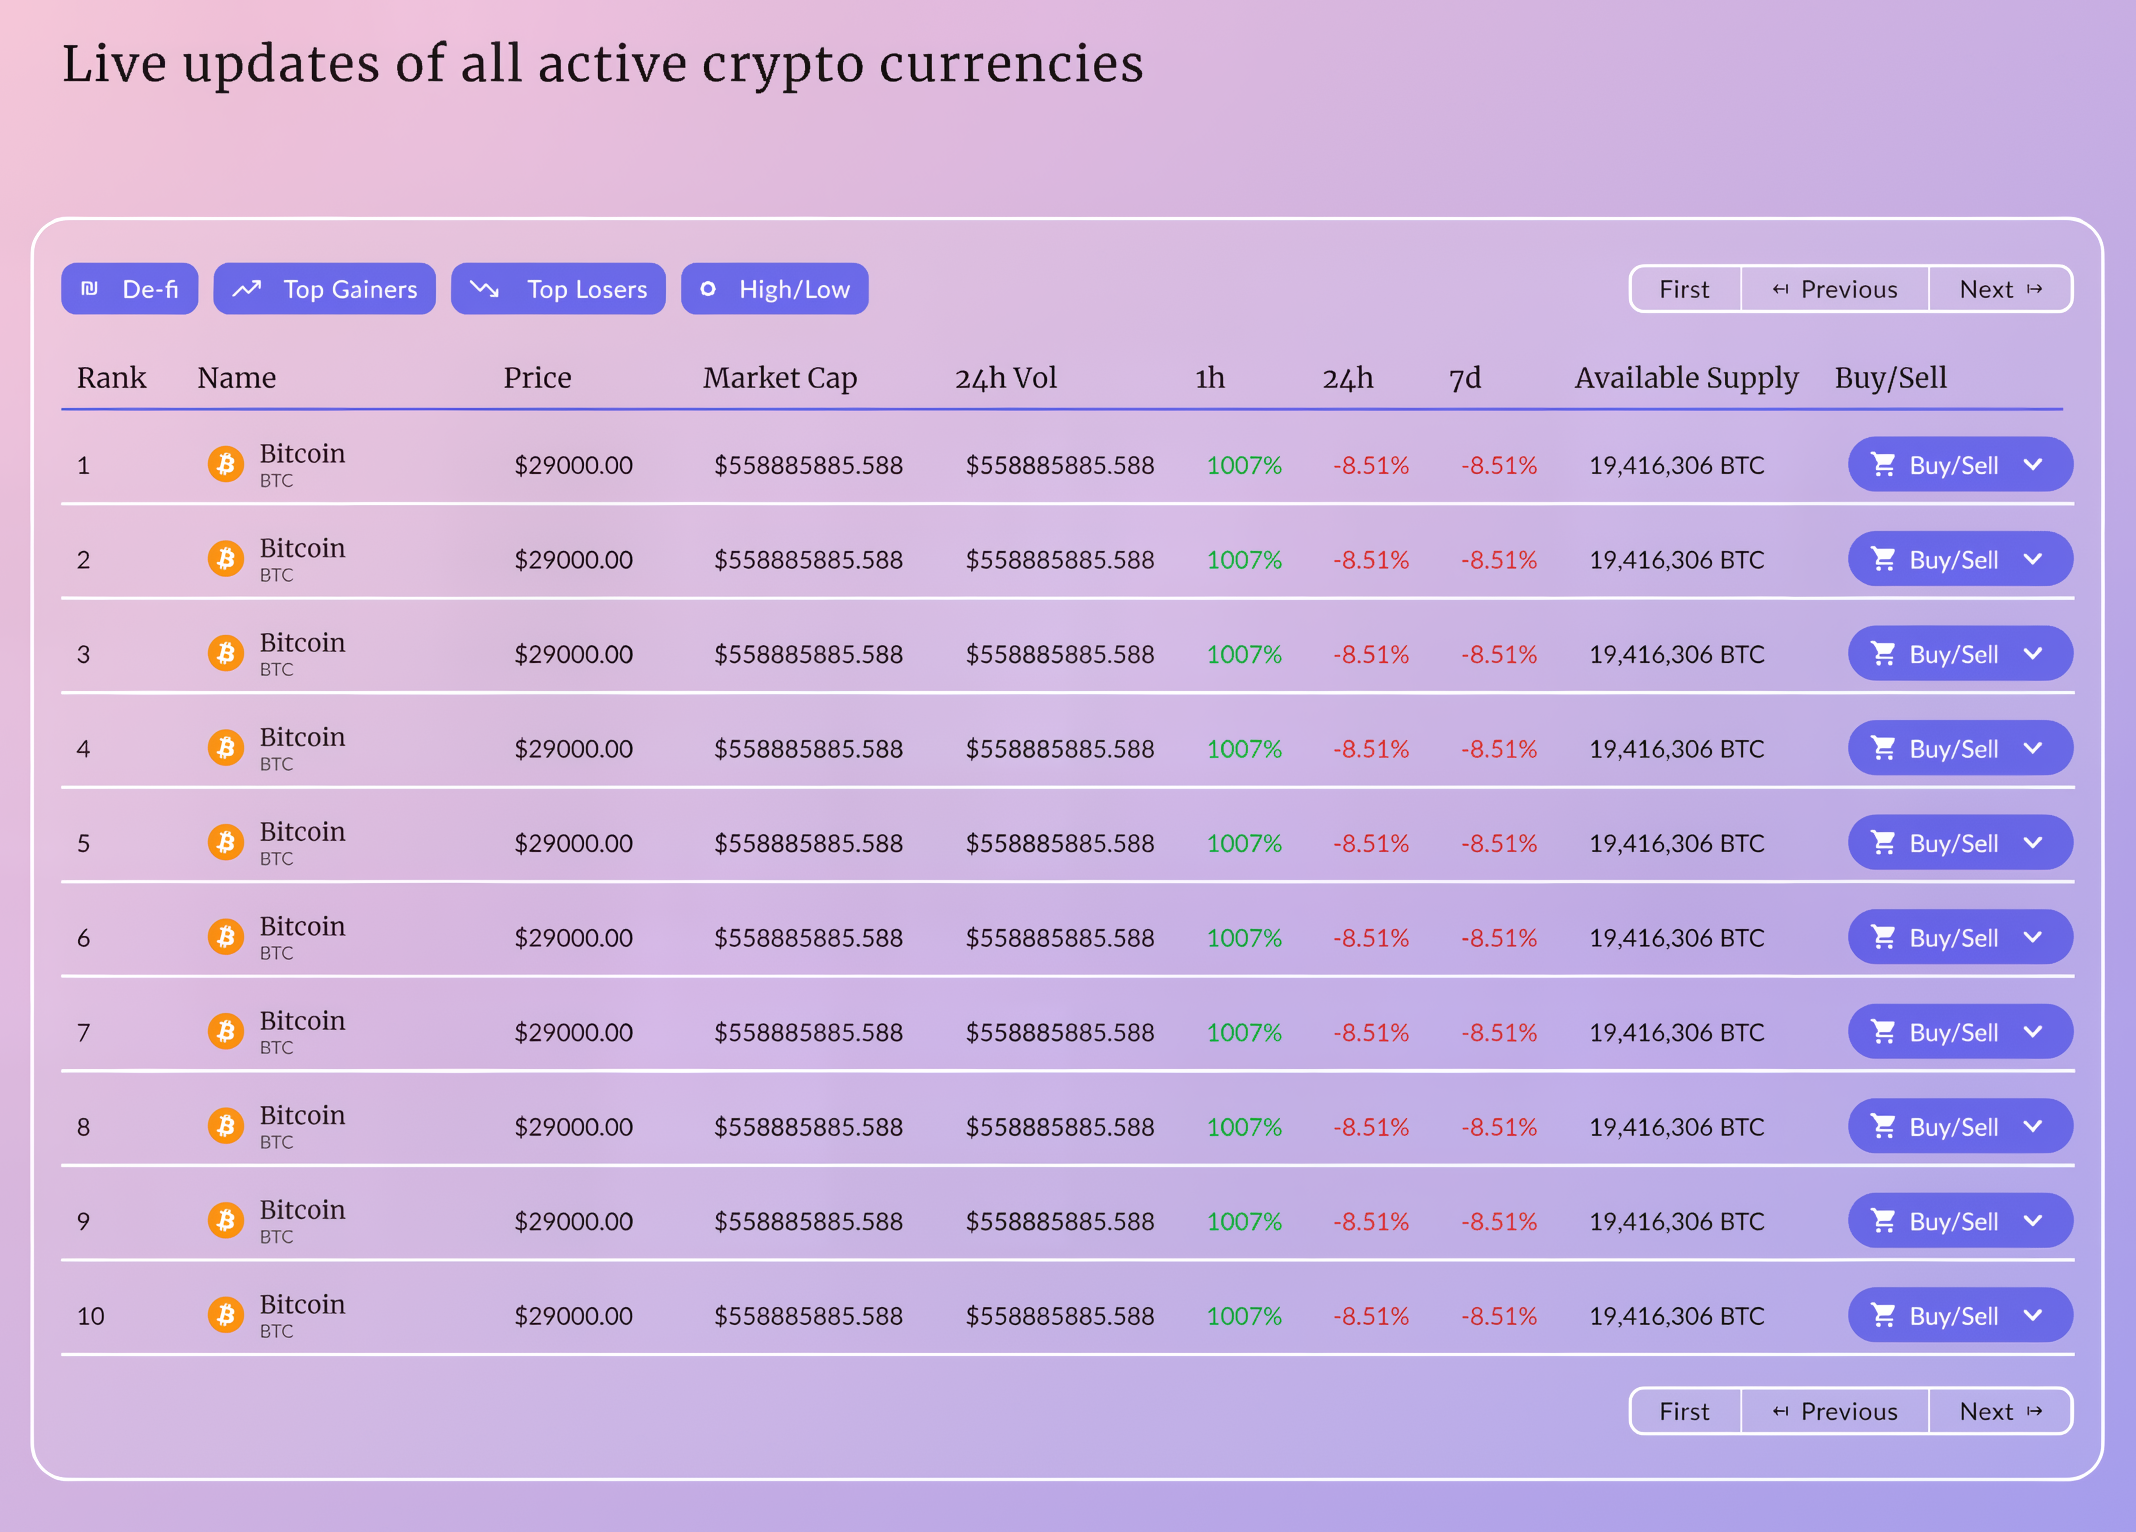 Live updates of all active crypto currencies
De-fi Top Gainers Top Losers High/Low First Previous Next
Rank Name Price Market Cap 24h Vol 1h 24h 7d Available Supply Buy/Sell
1 Bitcoin BTC $29000.00 $558885885.588 $558885885.588 1007% -8.51% -8.51% 19,416,306 BTC Buy/Sell
2 Bitcoin BTC $29000.00 $558885885.588 $558885885.588 1007% -8.51% -8.51% 19,416,306 BTC Buy/Sell
3 Bitcoin BTC $29000.00 $558885885.588 $558885885.588 1007% -8.51% -8.51% 19,416,306 BTC Buy/Sell
4 Bitcoin BTC $29000.00 $558885885.588 $558885885.588 1007% -8.51% -8.51% 19,416,306 BTC Buy/Sell
5 Bitcoin BTC $29000.00 $558885885.588 $558885885.588 1007% -8.51% -8.51% 19,416,306 BTC Buy/Sell
6 Bitcoin BTC $29000.00 $558885885.588 $558885885.588 1007% -8.51% -8.51% 19,416,306 BTC Buy/Sell
7 Bitcoin BTC $29000.00 $558885885.588 $558885885.588 1007% -8.51% -8.51% 19,416,306 BTC Buy/Sell
8 Bitcoin BTC $29000.00 $558885885.588 $558885885.588 1007% -8.51% -8.51% 19,416,306 BTC Buy/Sell
9 Bitcoin BTC $29000.00 $558885885.588 $558885885.588 1007% -8.51% -8.51% 19,416,306 BTC Buy/Sell
10 Bitcoin BTC $29000.00 $558885885.588 $558885885.588 1007% -8.51% -8.51% 19,416,306 BTC Buy/Sell
First Previous Next